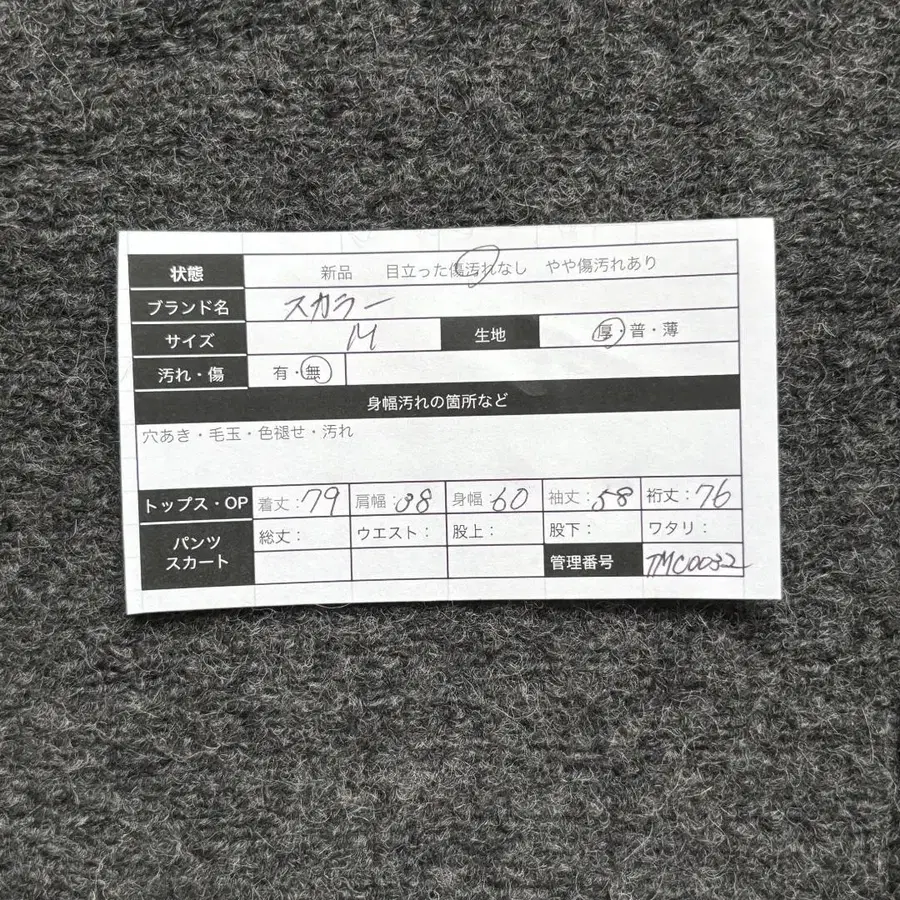 状態 新品 目立った傷汚れなし やや傷汚れあり
ブランド名 スカラー
サイズ M 生地 厚・普・薄
汚れ・傷 有・無
身幅汚れの箇所など
穴あき・毛玉・色褪せ・汚れ
トップス・OP 着丈：79 肩幅：38 身幅：60 袖丈：58 裄丈：76
パンツ 総丈： ウエスト： 股上： 股下： ワタリ：
スカート 管理番号 TMC0032